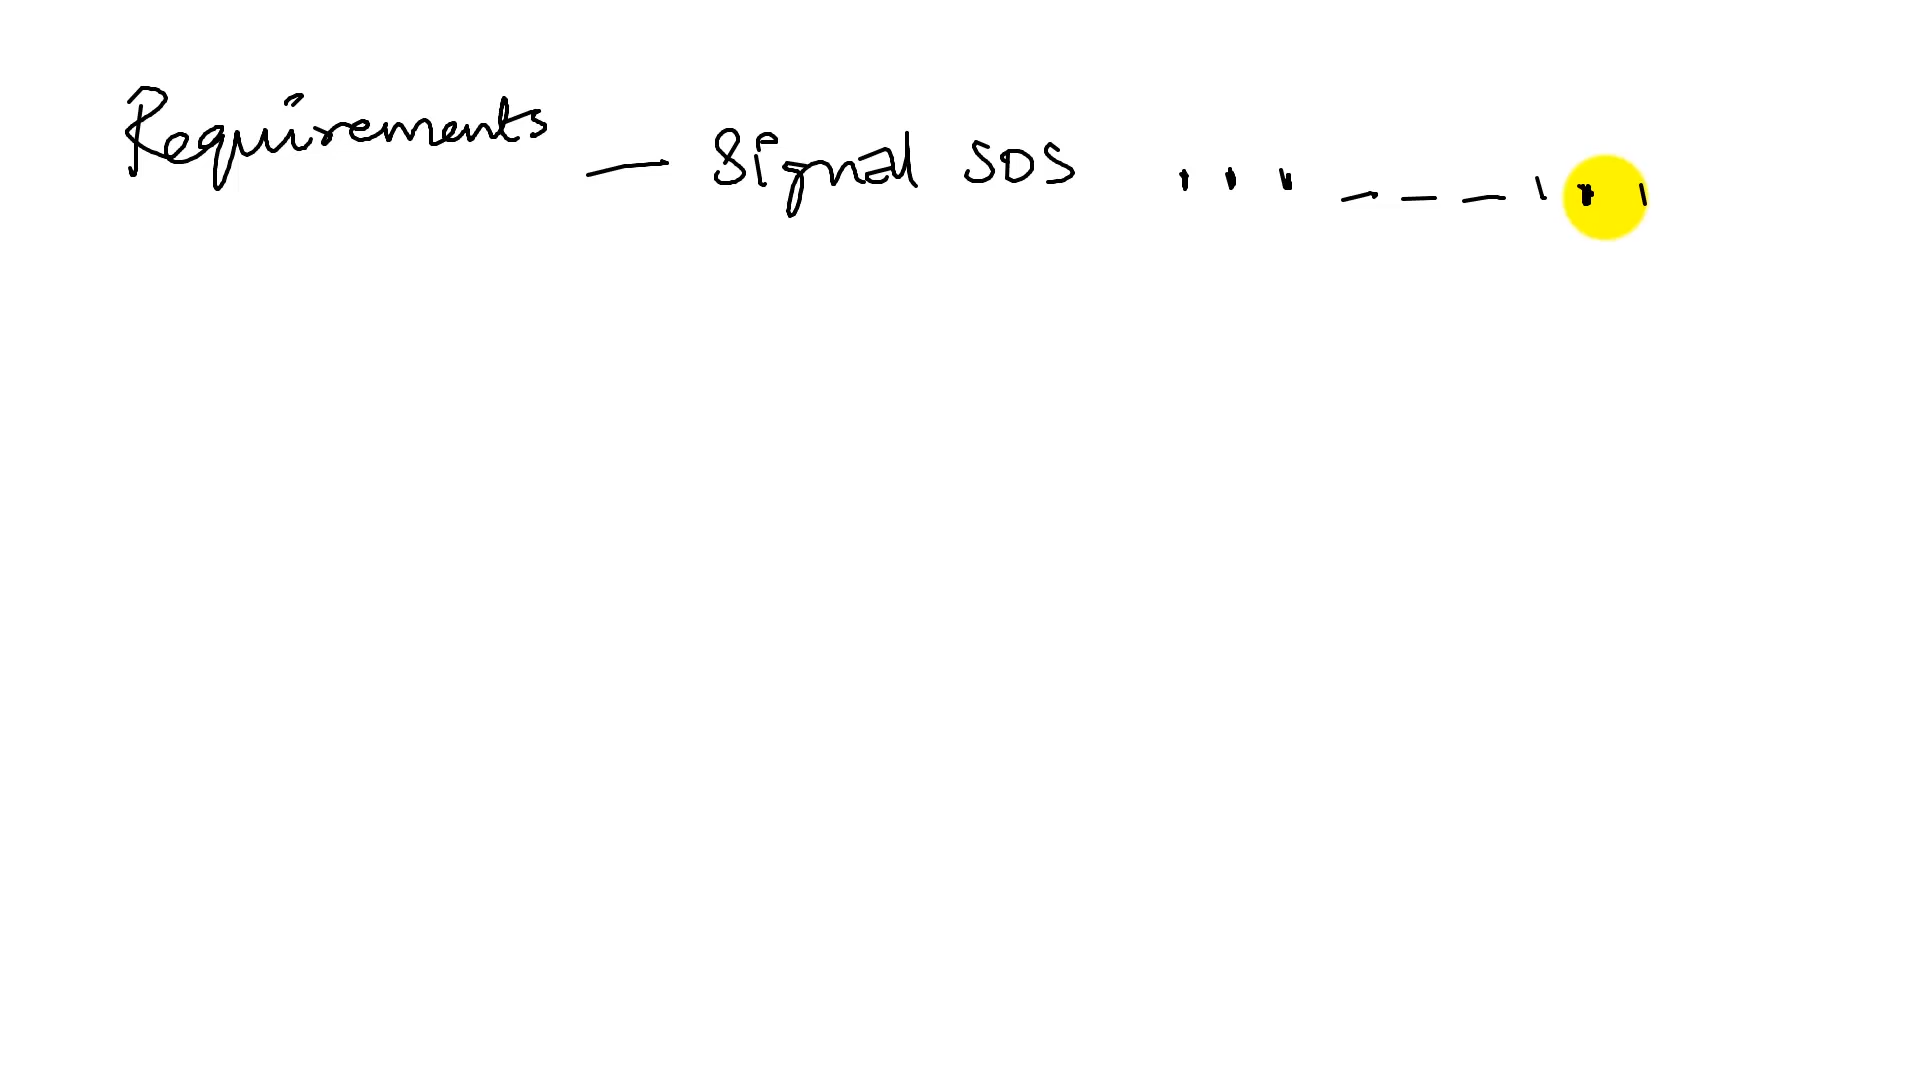 Requirements — Signal SOS ... _ _ _ ...